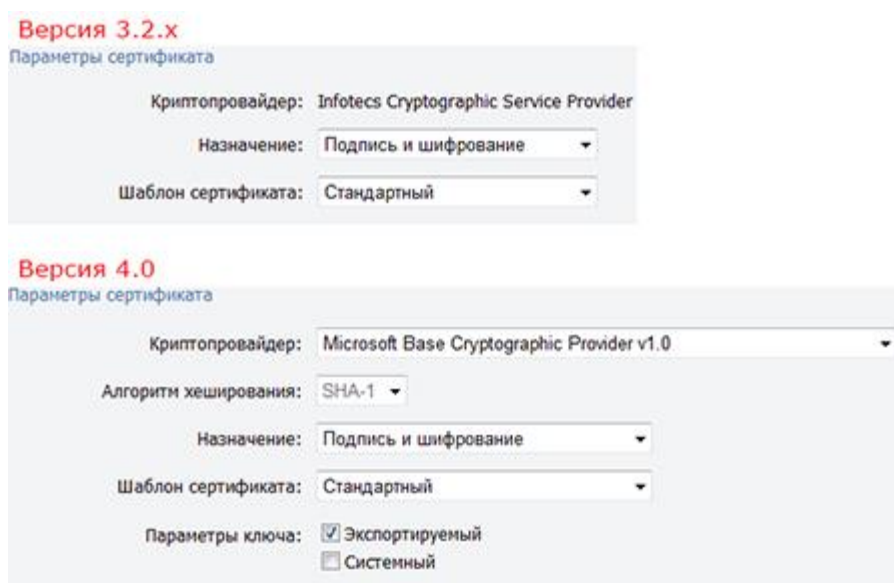 Версия 3.2.x
Параметры сертификата
Криптопровайдер: Infotecs Cryptographic Service Provider
Назначение: Подпись и шифрование
Шаблон сертификата: Стандартный
Версия 4.0
Параметры сертификата
Криптопровайдер: Microsoft Base Cryptographic Provider v1.0
Алгоритм хеширования: SHA-1
Назначение: Подпись и шифрование
Шаблон сертификата: Стандартный
Параметры ключа: Экспортируемый
Системный